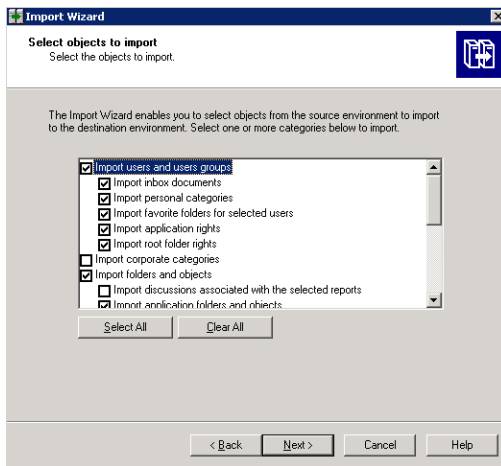 Import Wizard
Select objects to import
Select the objects to import.
The Import Wizard enables you to select objects from the source environment to import
to the destination environment. Select one or more categories below to import.
Import users and users groups
Import inbox documents
Import personal categories
Import favorite folders for selected users
Import application rights
Import root folder rights
Import corporate categories
Import folders and objects
Import discussions associated with the selected reports
Import application folders and objects
Select All Clear All
< Back Next > Cancel Help